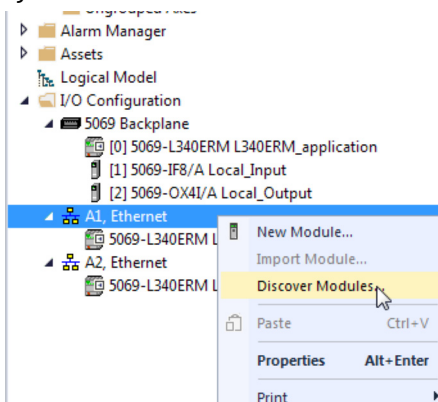 Ungrouped Axes
Alarm Manager
Assets
Logical Model
I/O Configuration
5069 Backplane
[0] 5069-L340ERM L340ERM_application
[1] 5069-IF8/A Local_Input
[2] 5069-OX4I/A Local_Output
A1, Ethernet
5069-L340ERM L
A2, Ethernet
5069-L340ERM L
New Module...
Import Module...
Discover Modules...
Paste Ctrl+V
Properties Alt+Enter
Print